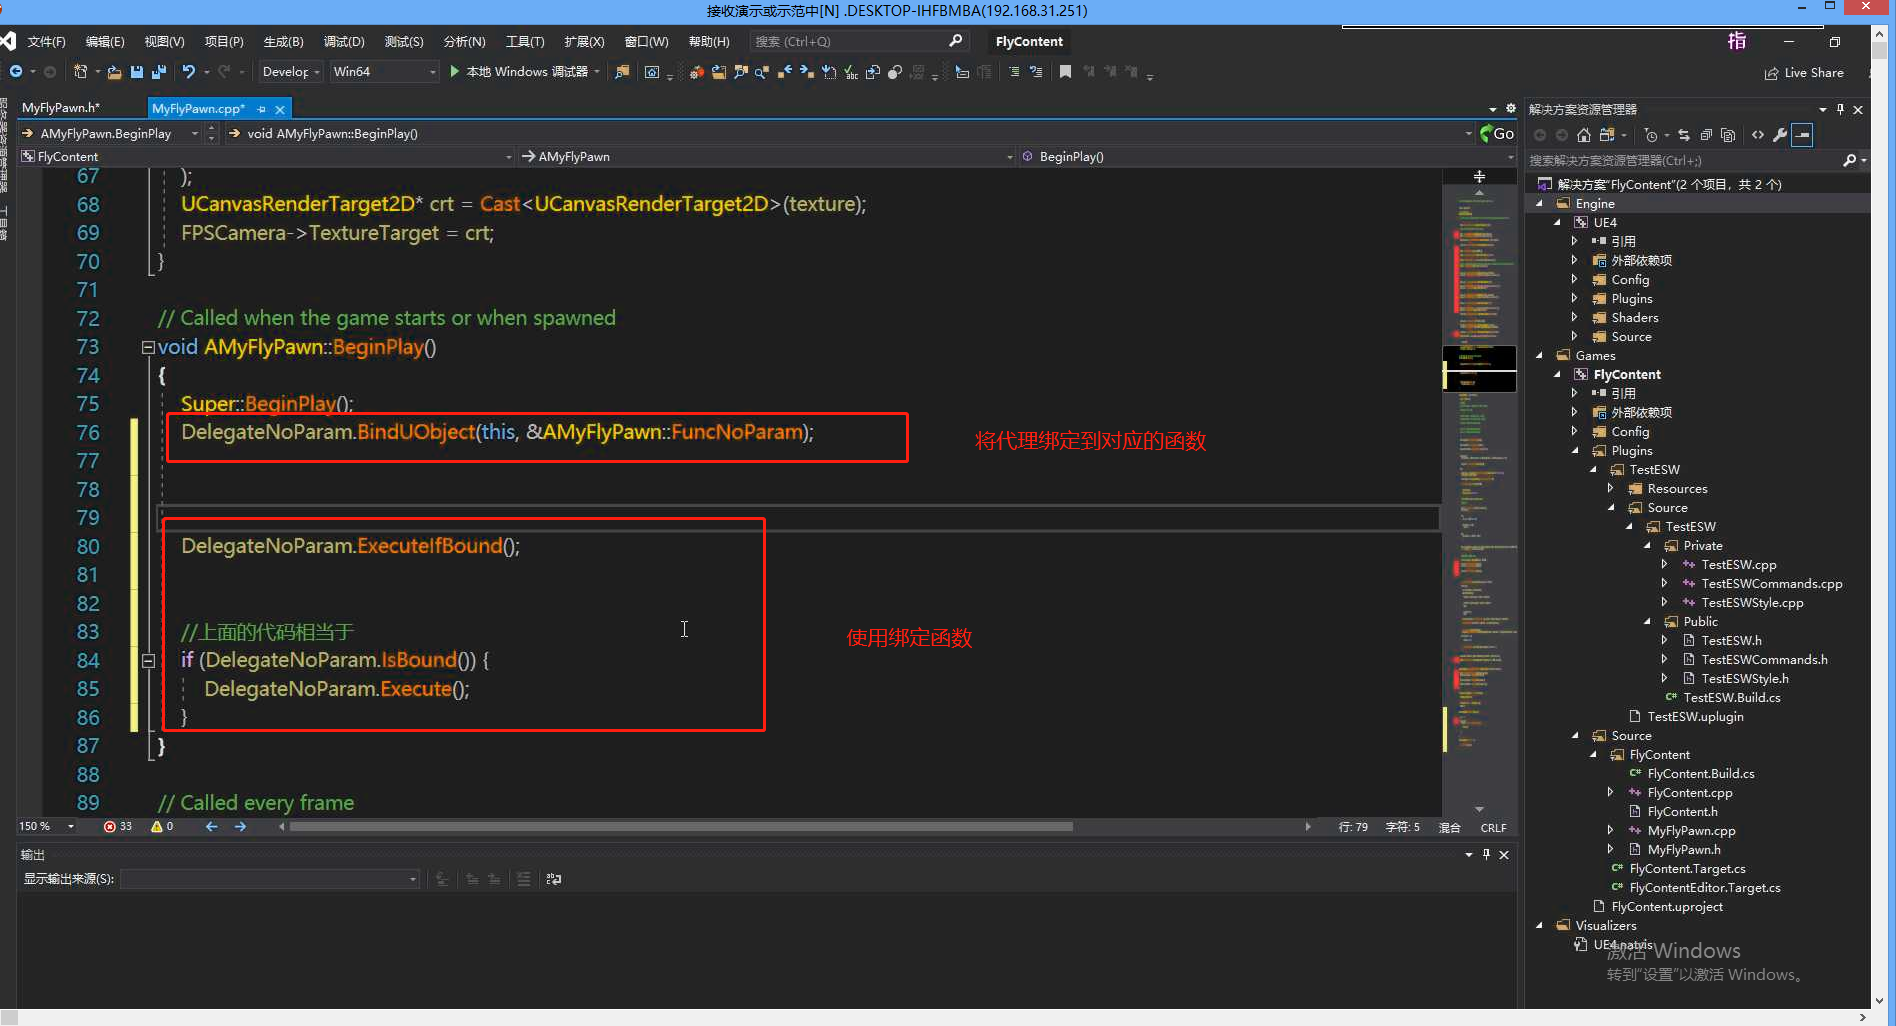 接收演示或示范中[N] .DESKTOP-IHFBMBA(192.168.31.251)
文件(F) 编辑(E) 视图(V) 项目(P) 生成(B) 调试(D) 测试(S) 分析(N) 工具(T) 扩展(X) 窗口(W) 帮助(H) 搜索 (Ctrl+Q) FlyContent 指
Develop Win64 本地 Windows 调试器 Live Share
MyFlyPawn.h* MyFlyPawn.cpp*
AMyFlyPawn.BeginPlay void AMyFlyPawn::BeginPlay() Go
FlyContent AMyFlyPawn BeginPlay()
67 );
68 UCanvasRenderTarget2D* crt = Cast<UCanvasRenderTarget2D>(texture);
69 FPSCamera->TextureTarget = crt;
70 }
71
72 // Called when the game starts or when spawned
73 void AMyFlyPawn::BeginPlay()
74 {
75 Super::BeginPlay();
76 DelegateNoParam.BindUObject(this, &AMyFlyPawn::FuncNoParam);
将代理绑定到对应的函数
77
78
79
80 DelegateNoParam.ExecuteIfBound();
81
82
83 //上面的代码相当于
使用绑定函数
84 if (DelegateNoParam.IsBound()) {
85 DelegateNoParam.Execute();
86 }
87 }
88
89 // Called every frame
150 % 33 0 行: 79 字符: 5 混合 CRLF
输出
显示输出来源(S):
解决方案资源管理器
搜索解决方案资源管理器(Ctrl+;)
解决方案"FlyContent"(2 个项目，共 2 个)
Engine
UE4
引用
外部依赖项
Config
Plugins
Shaders
Source
Games
FlyContent
引用
外部依赖项
Config
Plugins
TestESW
Resources
Source
TestESW
Private
TestESW.cpp
TestESWCommands.cpp
TestESWStyle.cpp
Public
TestESW.h
TestESWCommands.h
TestESWStyle.h
TestESW.Build.cs
TestESW.uplugin
Source
FlyContent
FlyContent.Build.cs
FlyContent.cpp
FlyContent.h
MyFlyPawn.cpp
MyFlyPawn.h
FlyContent.Target.cs
FlyContentEditor.Target.cs
FlyContent.uproject
Visualizers
UE4.natvis
激活 Windows
转到"设置"以激活 Windows。